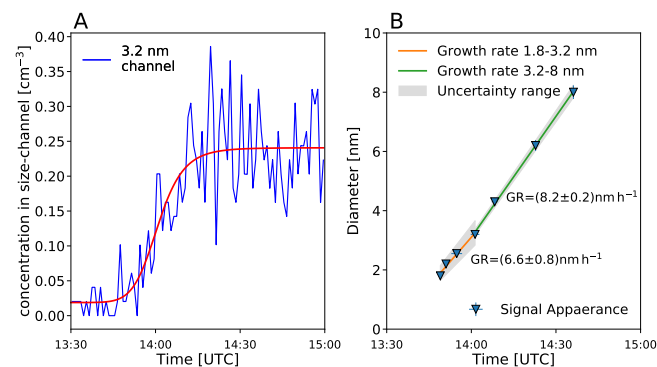 A
concentration in size-channel [cm⁻³]
0.40
0.35
0.30
0.25
0.20
0.15
0.10
0.05
0.00
3.2 nm
channel
13:30
14:00
14:30
15:00
Time [UTC]
B
Diameter [nm]
10
8
6
4
2
0
Growth rate 1.8-3.2 nm
Growth rate 3.2-8 nm
Uncertainty range
GR=(8.2±0.2)nm h⁻¹
GR=(6.6±0.8)nm h⁻¹
Signal Appaerance
13:30
14:00
14:30
15:00
Time [UTC]